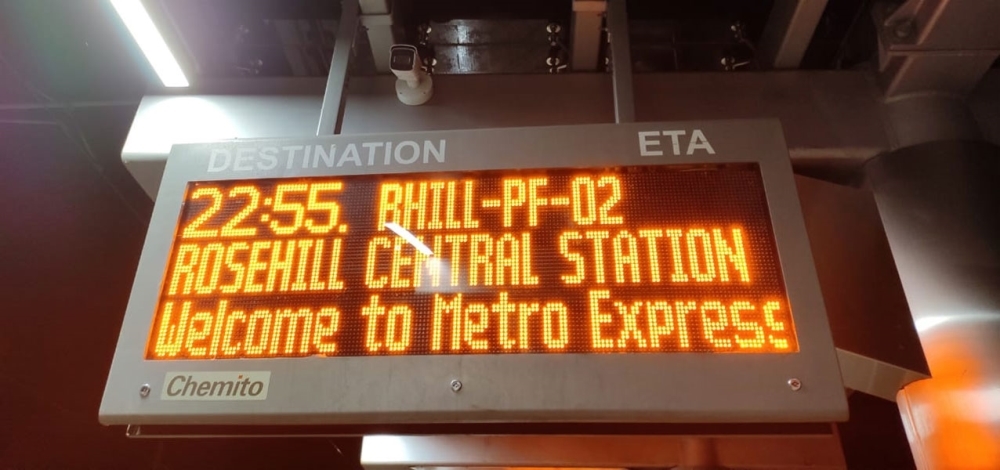 DESTINATION ETA
22:55. RHILL-PF-02
ROSEHILL CENTRAL STATION
Welcome to Metro Express
Chemito